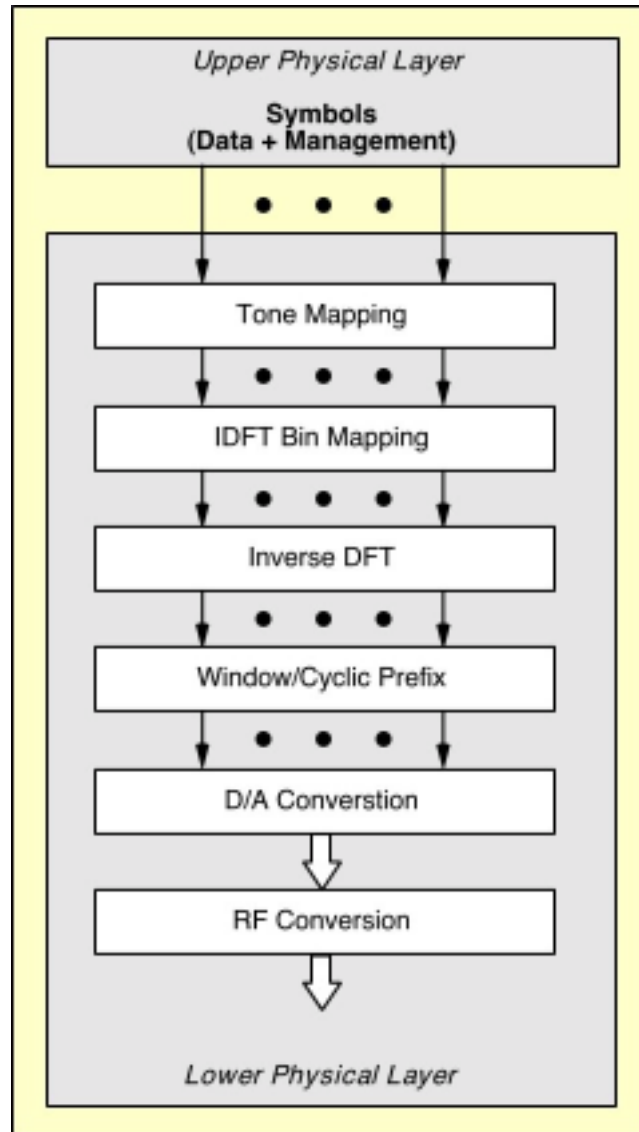 Upper Physical Layer
Symbols
(Data + Management)
Tone Mapping
IDFT Bin Mapping
Inverse DFT
Window/Cyclic Prefix
D/A Converstion
RF Conversion
Lower Physical Layer